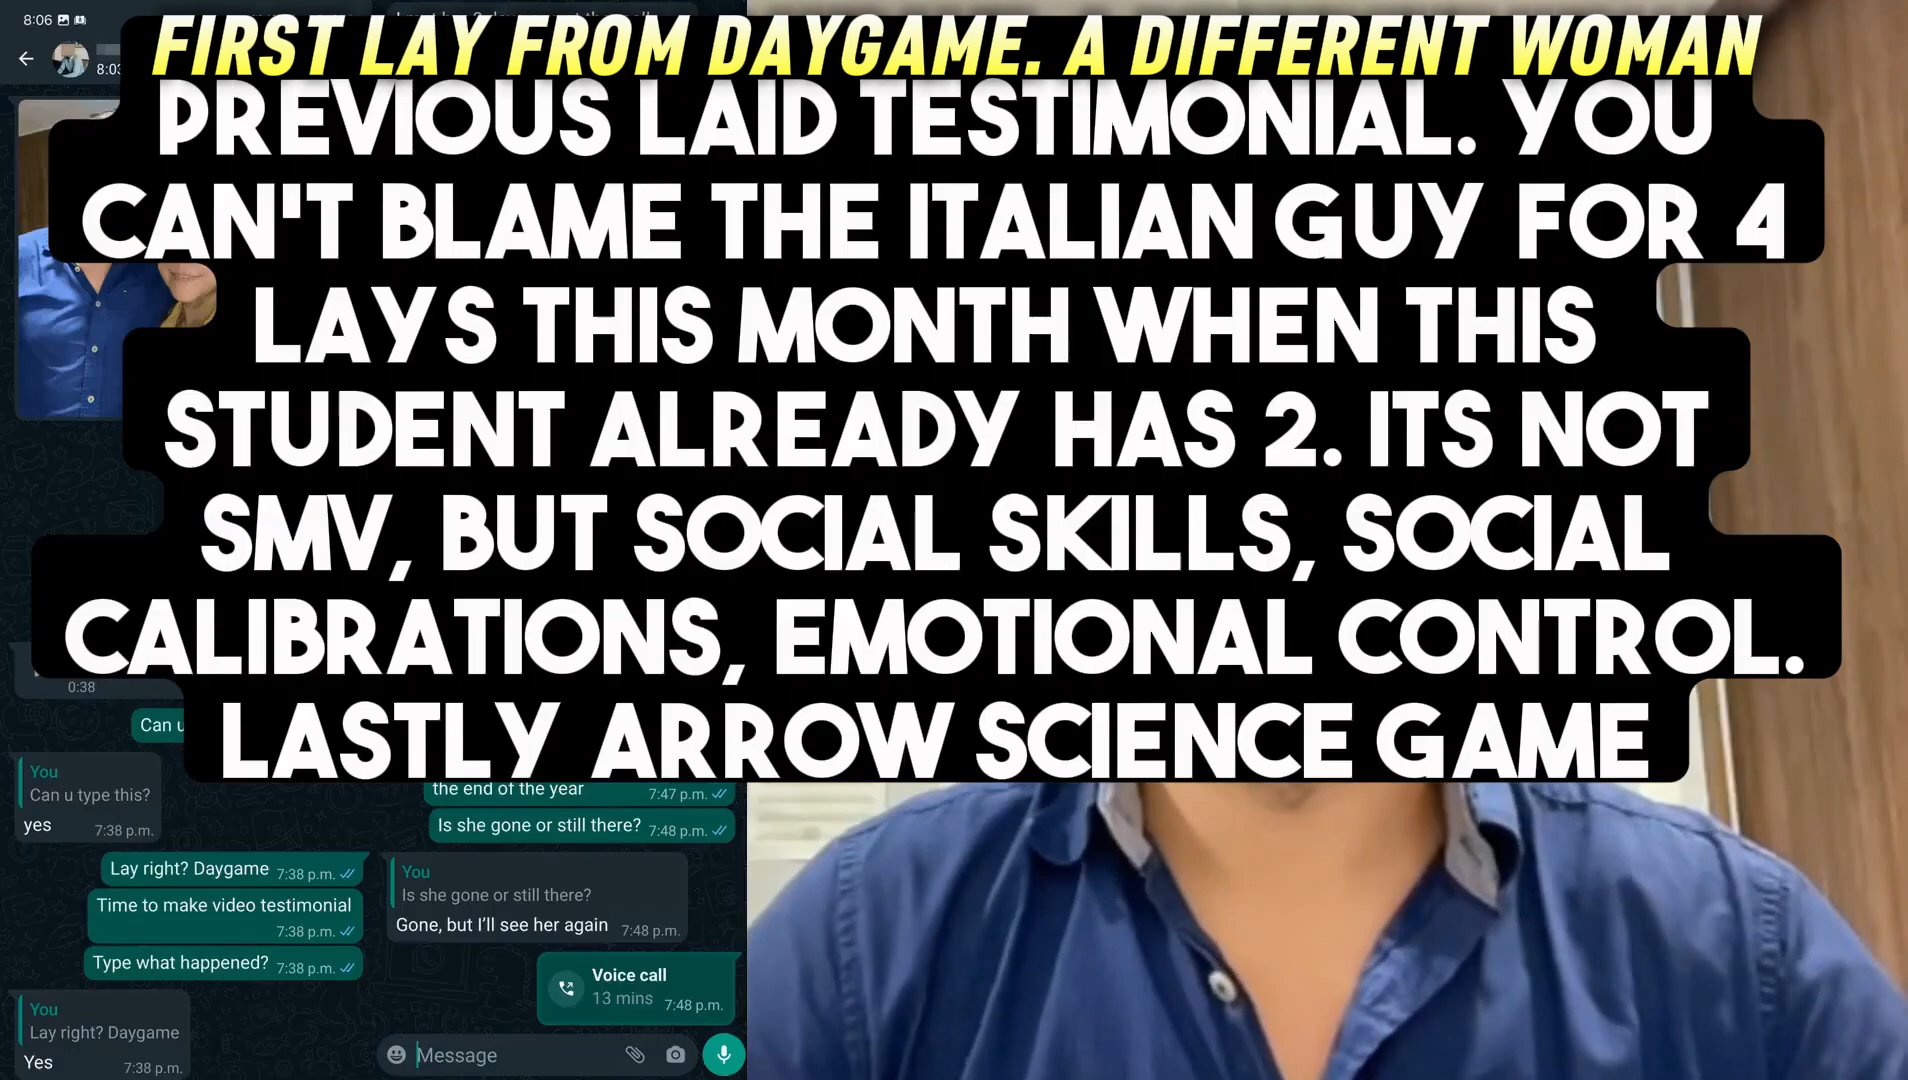 8:06
8:03
FIRST LAY FROM DAYGAME. A DIFFERENT WOMAN
PREVIOUS LAID TESTIMONIAL. YOU
CAN'T BLAME THE ITALIAN GUY FOR 4
LAYS THIS MONTH WHEN THIS
STUDENT ALREADY HAS 2. ITS NOT
SMV, BUT SOCIAL SKILLS, SOCIAL
CALIBRATIONS, EMOTIONAL CONTROL.
LASTLY ARROW SCIENCE GAME
0:38
Can u
You
Can u type this?
yes
7:38 p.m.
Lay right? Daygame
7:38 p.m.
Time to make video testimonial
7:38 p.m.
Type what happened?
7:38 p.m.
You
Lay right? Daygame
Yes
7:38 p.m.
the end of the year
7:47 p.m.
Is she gone or still there?
7:48 p.m.
You
Is she gone or still there?
Gone, but I'll see her again
7:48 p.m.
Voice call
13 mins
7:48 p.m.
Message